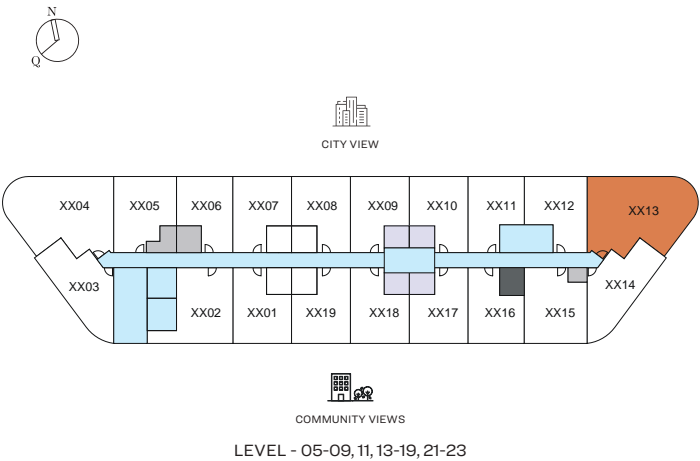 N
Q
CITY VIEW
XX04 XX05 XX06 XX07 XX08 XX09 XX10 XX11 XX12 XX13
XX03 XX02 XX01 XX19 XX18 XX17 XX16 XX15 XX14
COMMUNITY VIEWS
LEVEL - 05-09, 11, 13-19, 21-23